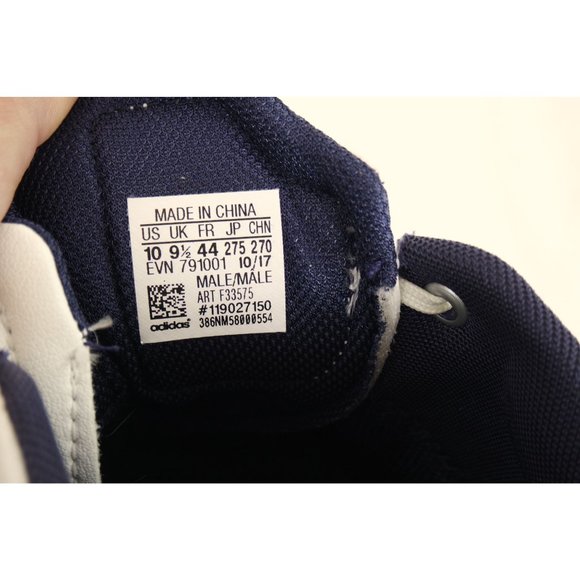 MADE IN CHINA
US UK FR JP CHN
10 9½ 44 275 270
EVN 791001 10/17
MALE/MÂLE
ART F33575
#119027150
adidas 386NM58000554